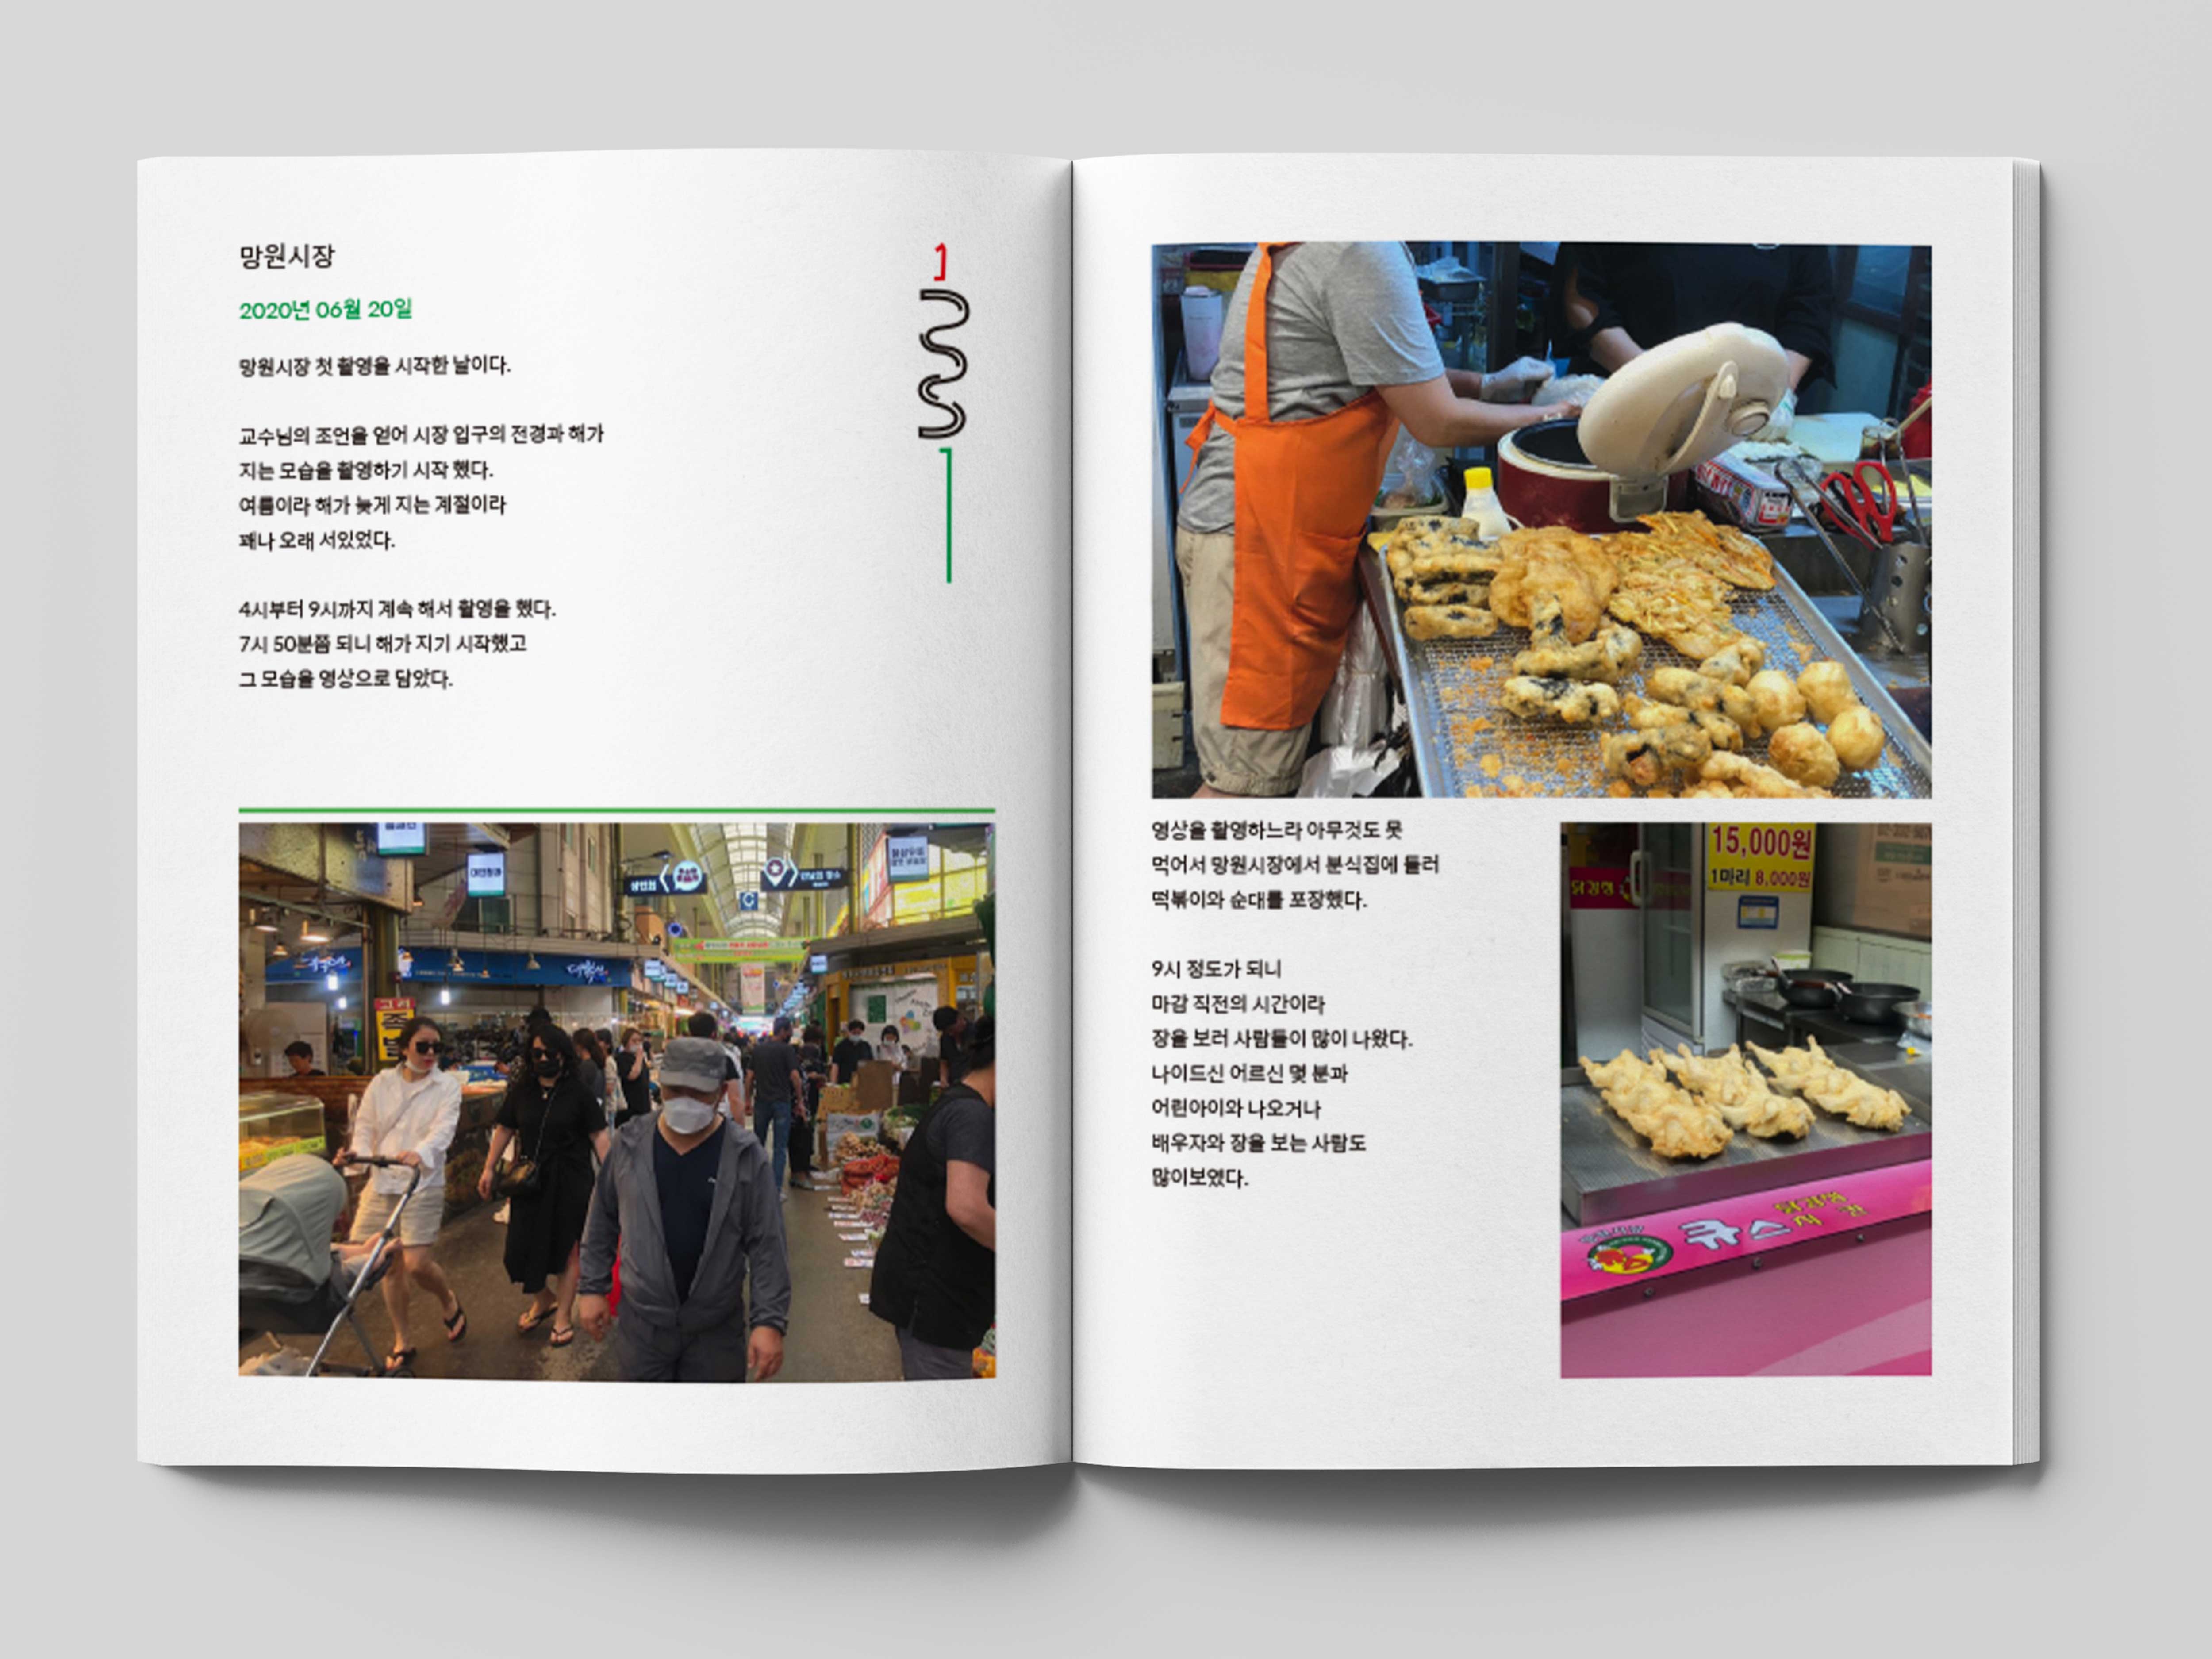 망원시장
2020년 06월 20일
망원시장 첫 촬영을 시작한 날이다.
교수님의 조언을 얻어 시장 입구의 전경과 해가
지는 모습을 촬영하기 시작 했다.
여름이라 해가 늦게 지는 계절이라
꽤나 오래 서있었다.
4시부터 9시까지 계속 해서 촬영을 했다.
7시 50분쯤 되니 해가 지기 시작했고
그 모습을 영상으로 담았다.
영상을 촬영하느라 아무것도 못
먹어서 망원시장에서 분식집에 들러
떡볶이와 순대를 포장했다.
9시 정도가 되니
마감 직전의 시간이라
장을 보러 사람들이 많이 나왔다.
나이드신 어르신 몇 분과
어린아이와 나오거나
배우자와 장을 보는 사람도
많이보였다.
15,000원
1마리 8,000원
닭강정
큐스
닭강정
치킨